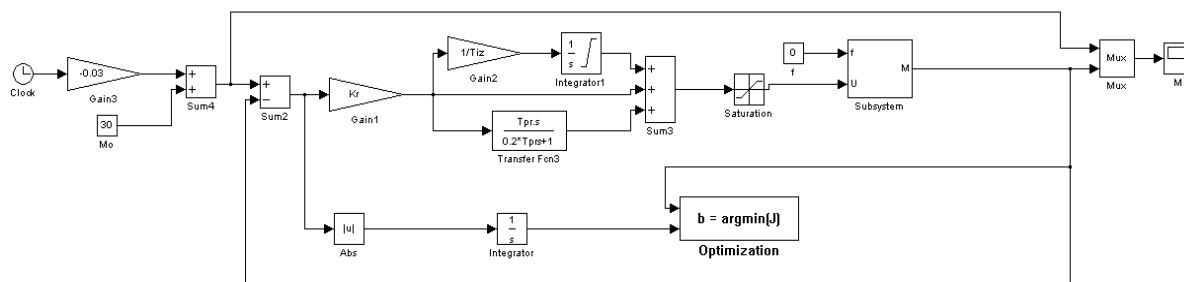 Clock
-0.03
Gain3
+
+
Sum4
30
Mo
+
−
Sum2
Kr
Gain1
1/Tiz
Gain2
1
s
Integrator1
Tpr.s
0.2*Tprs+1
Transfer Fcn3
+
+
+
Sum3
Saturation
0
f
f
U
M
Subsystem
Mux
Mux
M
|u|
Abs
1
s
Integrator
b = argmin(J)
Optimization